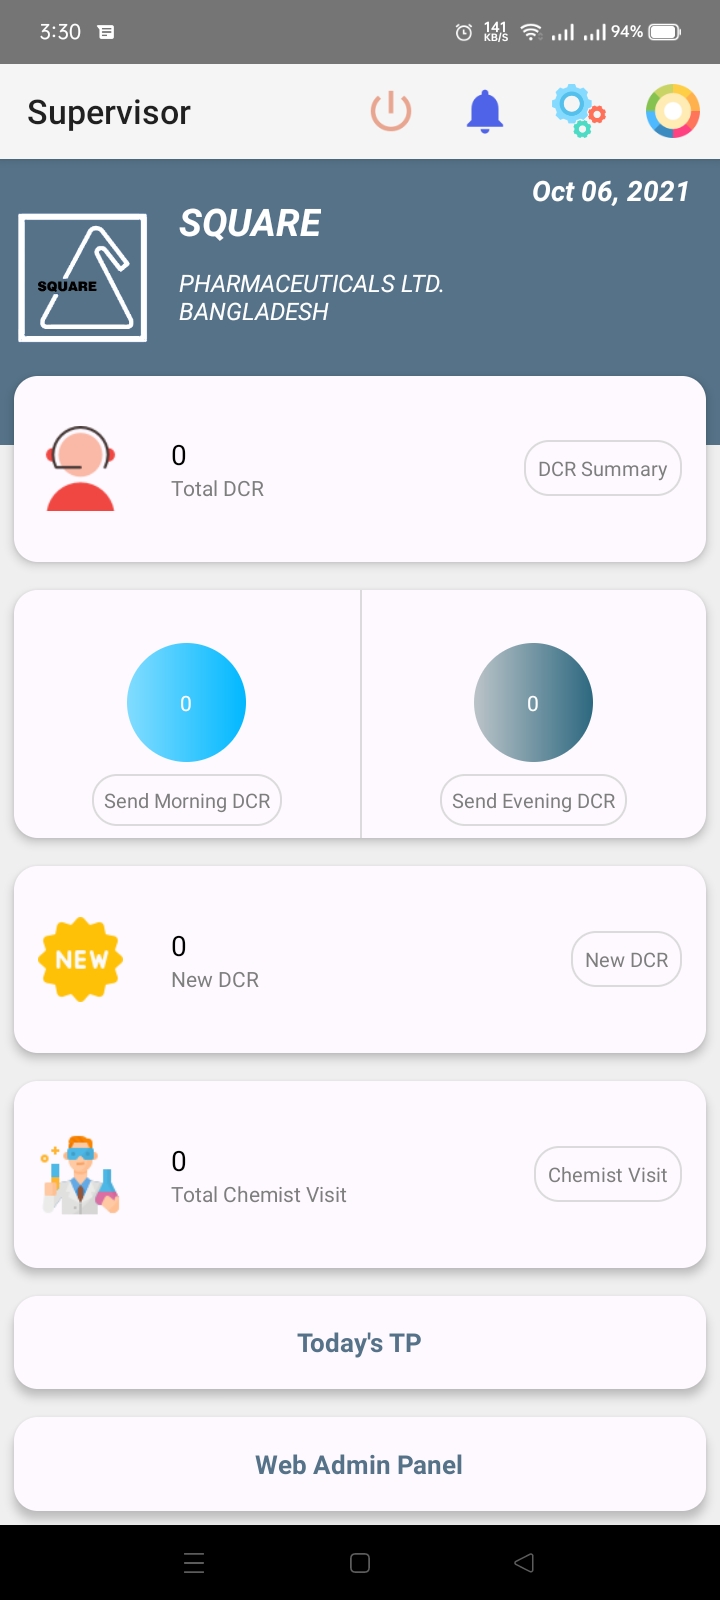 3:30 141 KB/S 94%
Supervisor
Oct 06, 2021
SQUARE
SQUARE
PHARMACEUTICALS LTD.
BANGLADESH
0
Total DCR
DCR Summary
0
0
Send Morning DCR
Send Evening DCR
NEW
0
New DCR
New DCR
0
Total Chemist Visit
Chemist Visit
Today's TP
Web Admin Panel